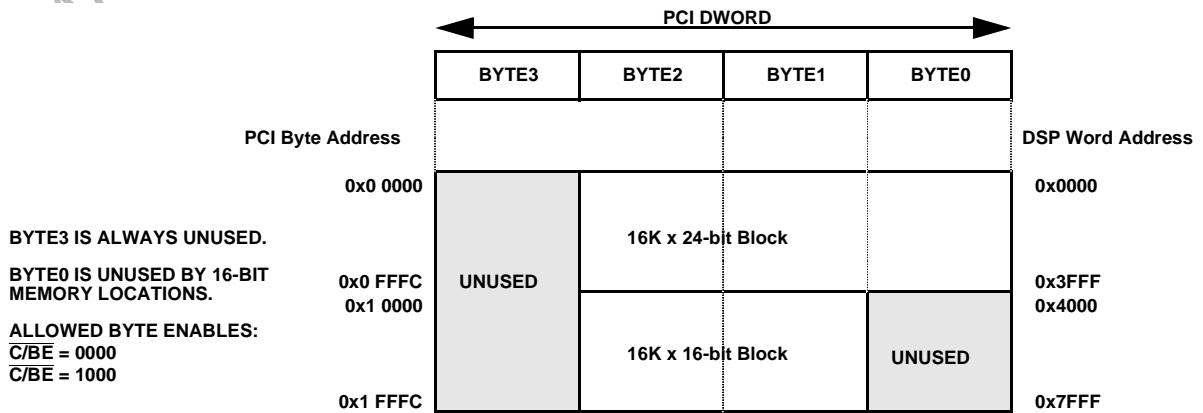 PCI DWORD
BYTE3 BYTE2 BYTE1 BYTE0
PCI Byte Address DSP Word Address
0x0 0000 0x0000
BYTE3 IS ALWAYS UNUSED.
16K x 24-bit Block
BYTE0 IS UNUSED BY 16-BIT
MEMORY LOCATIONS.
0x0 FFFC UNUSED 0x3FFF
0x1 0000 0x4000
ALLOWED BYTE ENABLES:
C/BE = 0000
C/BE = 1000
16K x 16-bit Block UNUSED
0x1 FFFC 0x7FFF